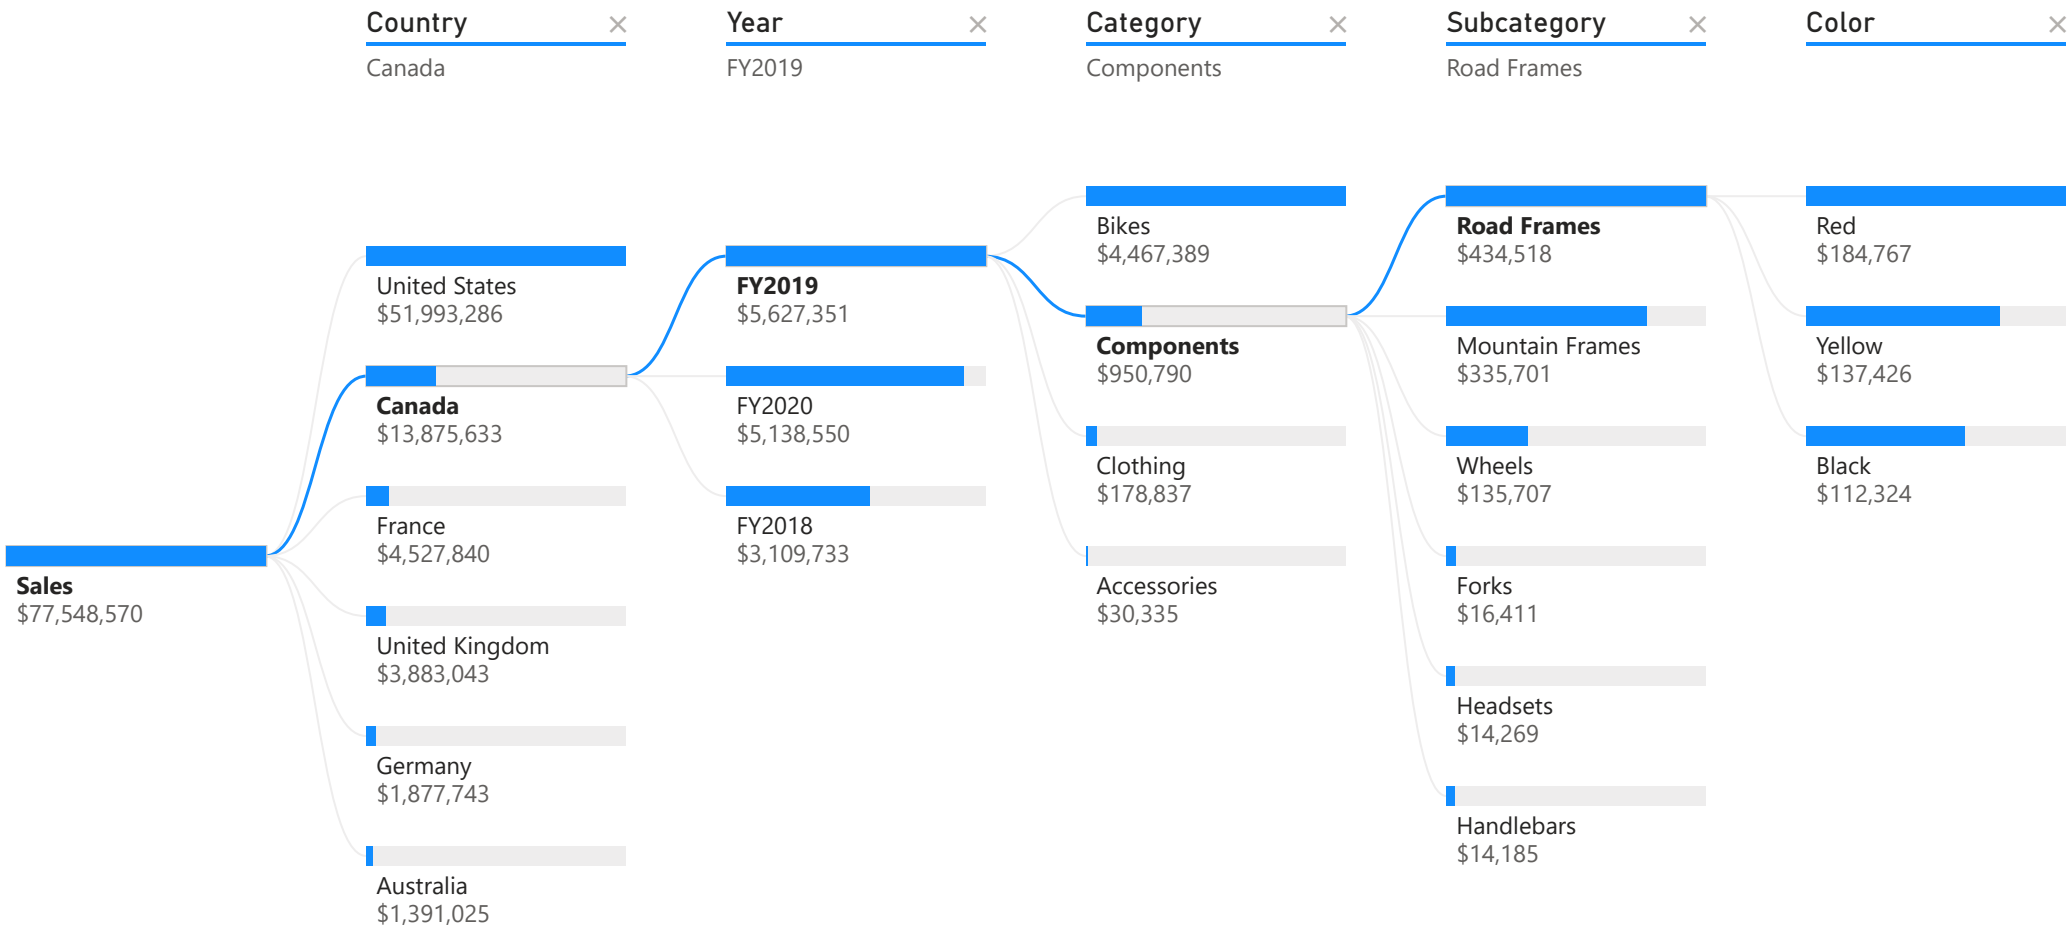 Country
Year
Category
Subcategory
Color
Canada
FY2019
Components
Road Frames
Sales
$77,548,570
United States
$51,993,286
Canada
$13,875,633
France
$4,527,840
United Kingdom
$3,883,043
Germany
$1,877,743
Australia
$1,391,025
FY2019
$5,627,351
FY2020
$5,138,550
FY2018
$3,109,733
Bikes
$4,467,389
Components
$950,790
Clothing
$178,837
Accessories
$30,335
Road Frames
$434,518
Mountain Frames
$335,701
Wheels
$135,707
Forks
$16,411
Headsets
$14,269
Handlebars
$14,185
Red
$184,767
Yellow
$137,426
Black
$112,324